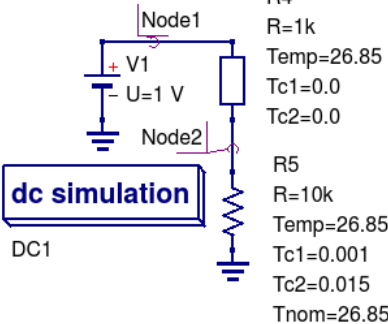 Node1
R=1k
Temp=26.85
Tc1=0.0
Tc2=0.0
+ V1
- U=1 V
Node2
dc simulation
DC1
R5
R=10k
Temp=26.85
Tc1=0.001
Tc2=0.015
Tnom=26.85